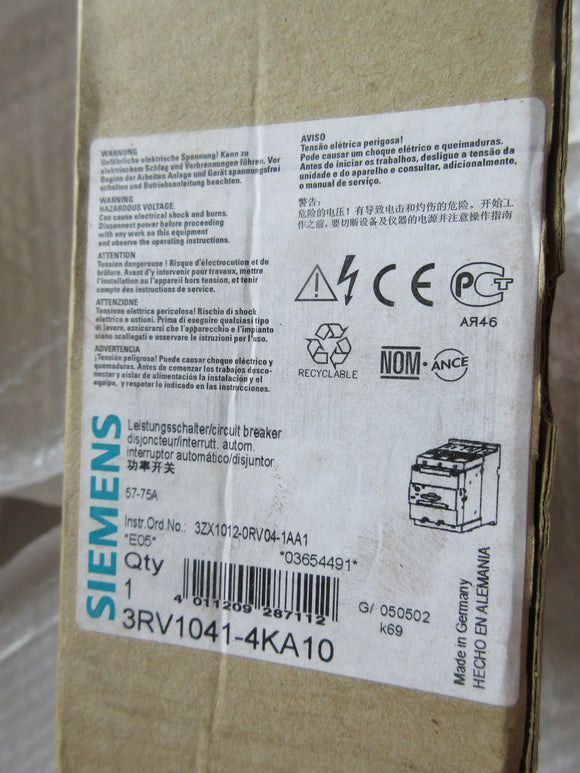 WARNUNG
Gefährliche elektrische Spannung! Kann zu
elektrischem Schlag und Verbrennungen führen. Vor
Beginn der Arbeiten Anlage und Gerät spannungsfrei
schalten und Betriebsanleitung beachten.
WARNING
HAZARDOUS VOLTAGE.
Can cause electrical shock and burns.
Disconnect power before proceeding
with any work on this equipment
and observe the operating instructions.
ATTENTION
Tension dangereuse ! Risque d'électrocution et de
brûlure. Avant d'y intervenir pour travaux, mettre
l'installation ou l'appareil hors tension, et tenir
compte des instructions de service.
ATTENZIONE
Tensione elettrica pericolosa! Rischio di shock
elettrico e ustioni. Prima di eseguire qualsiasi tipo
di lavoro, assicurarsi che l'apparecchio e l'impianto
siano scollegati e osservare le istruzioni per l'uso.
ADVERTENCIA
¡Tensión peligrosa! Puede causar choque eléctrico y
quemaduras. Antes de comenzar los trabajos desco-
nectar y aislar de alimentación la instalación y el
equipo, y respetar lo indicado en las instrucciones.
AVISO
Tensão elétrica perigosa!
Pode causar um choque elétrico e queimaduras.
Antes de iniciar os trabalhos, desligue a tensão da
unidade e do aparelho e consultar, adicionalmente,
o manual de serviço.
警告:
危险的电压! 有导致电击和灼伤的危险。开始工
作之前,要切断设备及仪器的电源并注意操作指南
CE
PCT
АЯ46
RECYCLABLE
NOM-ANCE
SIEMENS
Leistungsschalter/circuit breaker
disjoncteur/interrutt. autom.
interruptor automático/disjuntor
功率开关
57-75A
Instr.Ord.No.: 3ZX1012-0RV04-1AA1
*E05* *03654491*
Qty
1
4 011209 287112
G/ 050502
k69
3RV1041-4KA10
Made in Germany
HECHO EN ALEMANIA